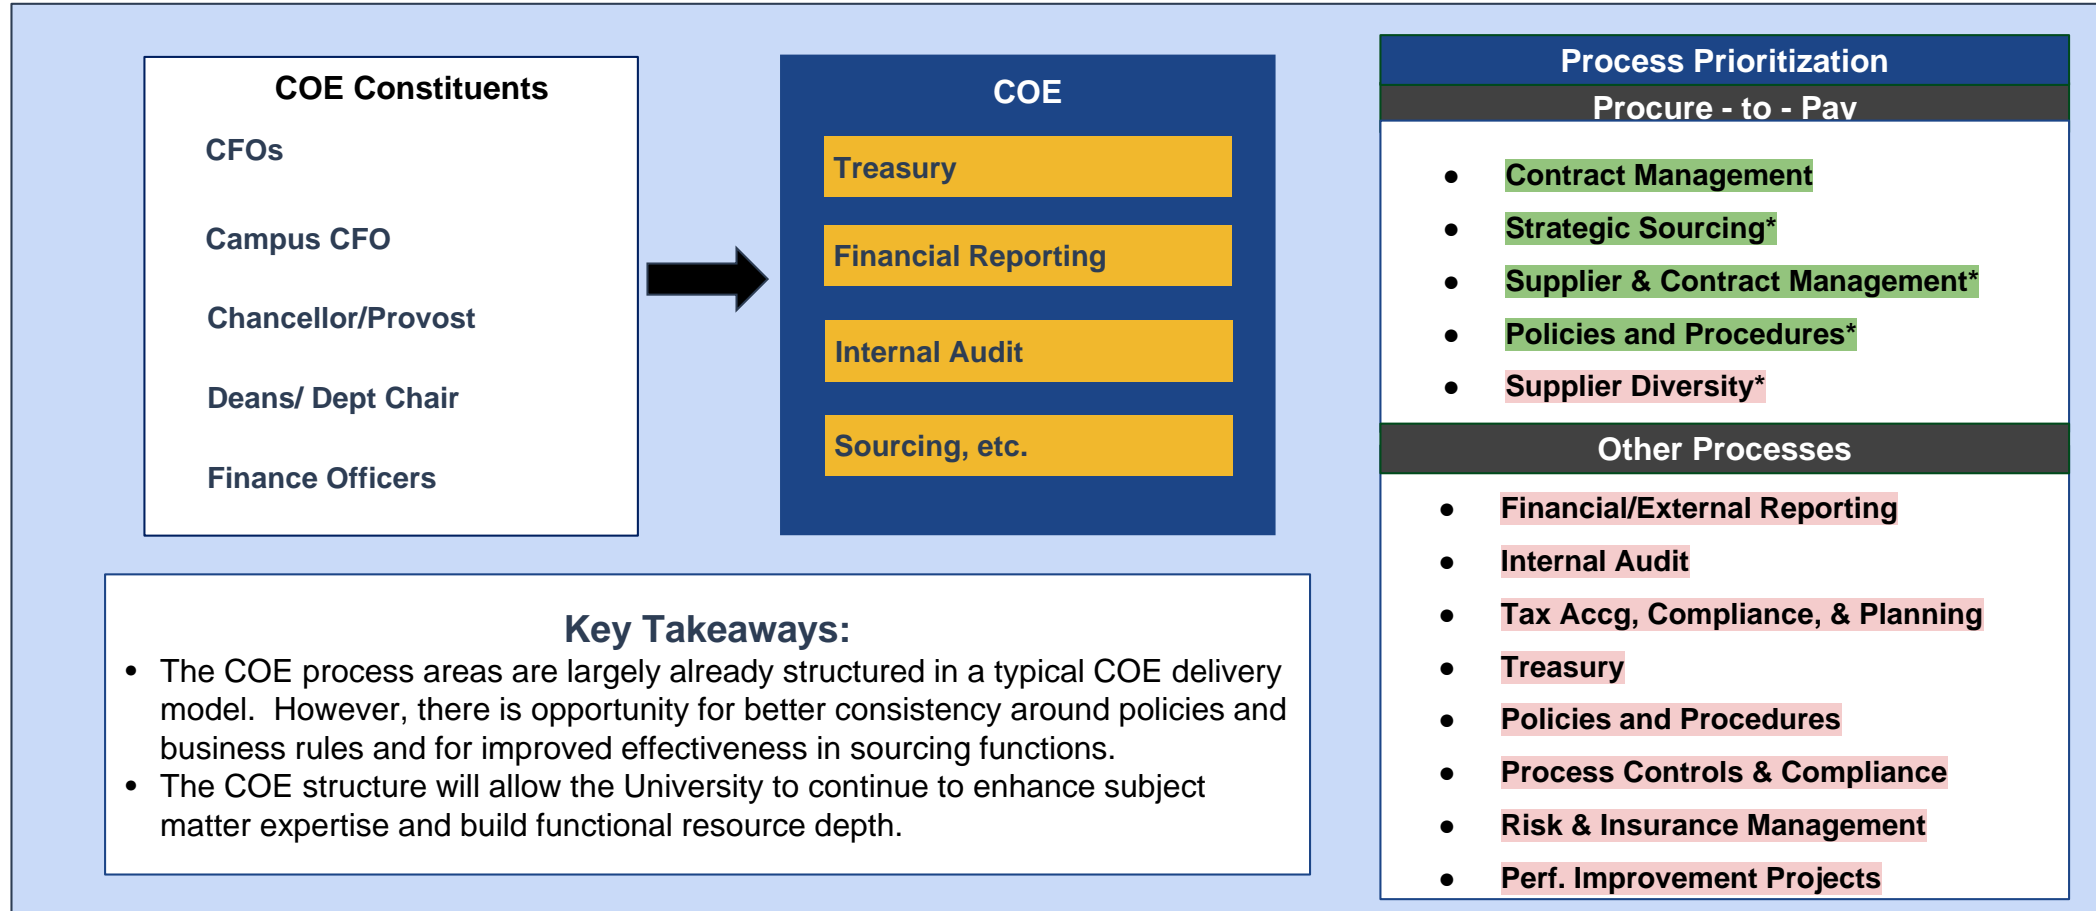 COE Constituents
CFOs
Campus CFO
Chancellor/Provost
Deans/ Dept Chair
Finance Officers
COE
Treasury
Financial Reporting
Internal Audit
Sourcing, etc.
Key Takeaways:
• The COE process areas are largely already structured in a typical COE delivery
model.  However, there is opportunity for better consistency around policies and
business rules and for improved effectiveness in sourcing functions.
• The COE structure will allow the University to continue to enhance subject
matter expertise and build functional resource depth.
Process Prioritization
Procure - to - Pay
● Contract Management
● Strategic Sourcing*
● Supplier & Contract Management*
● Policies and Procedures*
● Supplier Diversity*
Other Processes
● Financial/External Reporting
● Internal Audit
● Tax Accg, Compliance, & Planning
● Treasury
● Policies and Procedures
● Process Controls & Compliance
● Risk & Insurance Management
● Perf. Improvement Projects